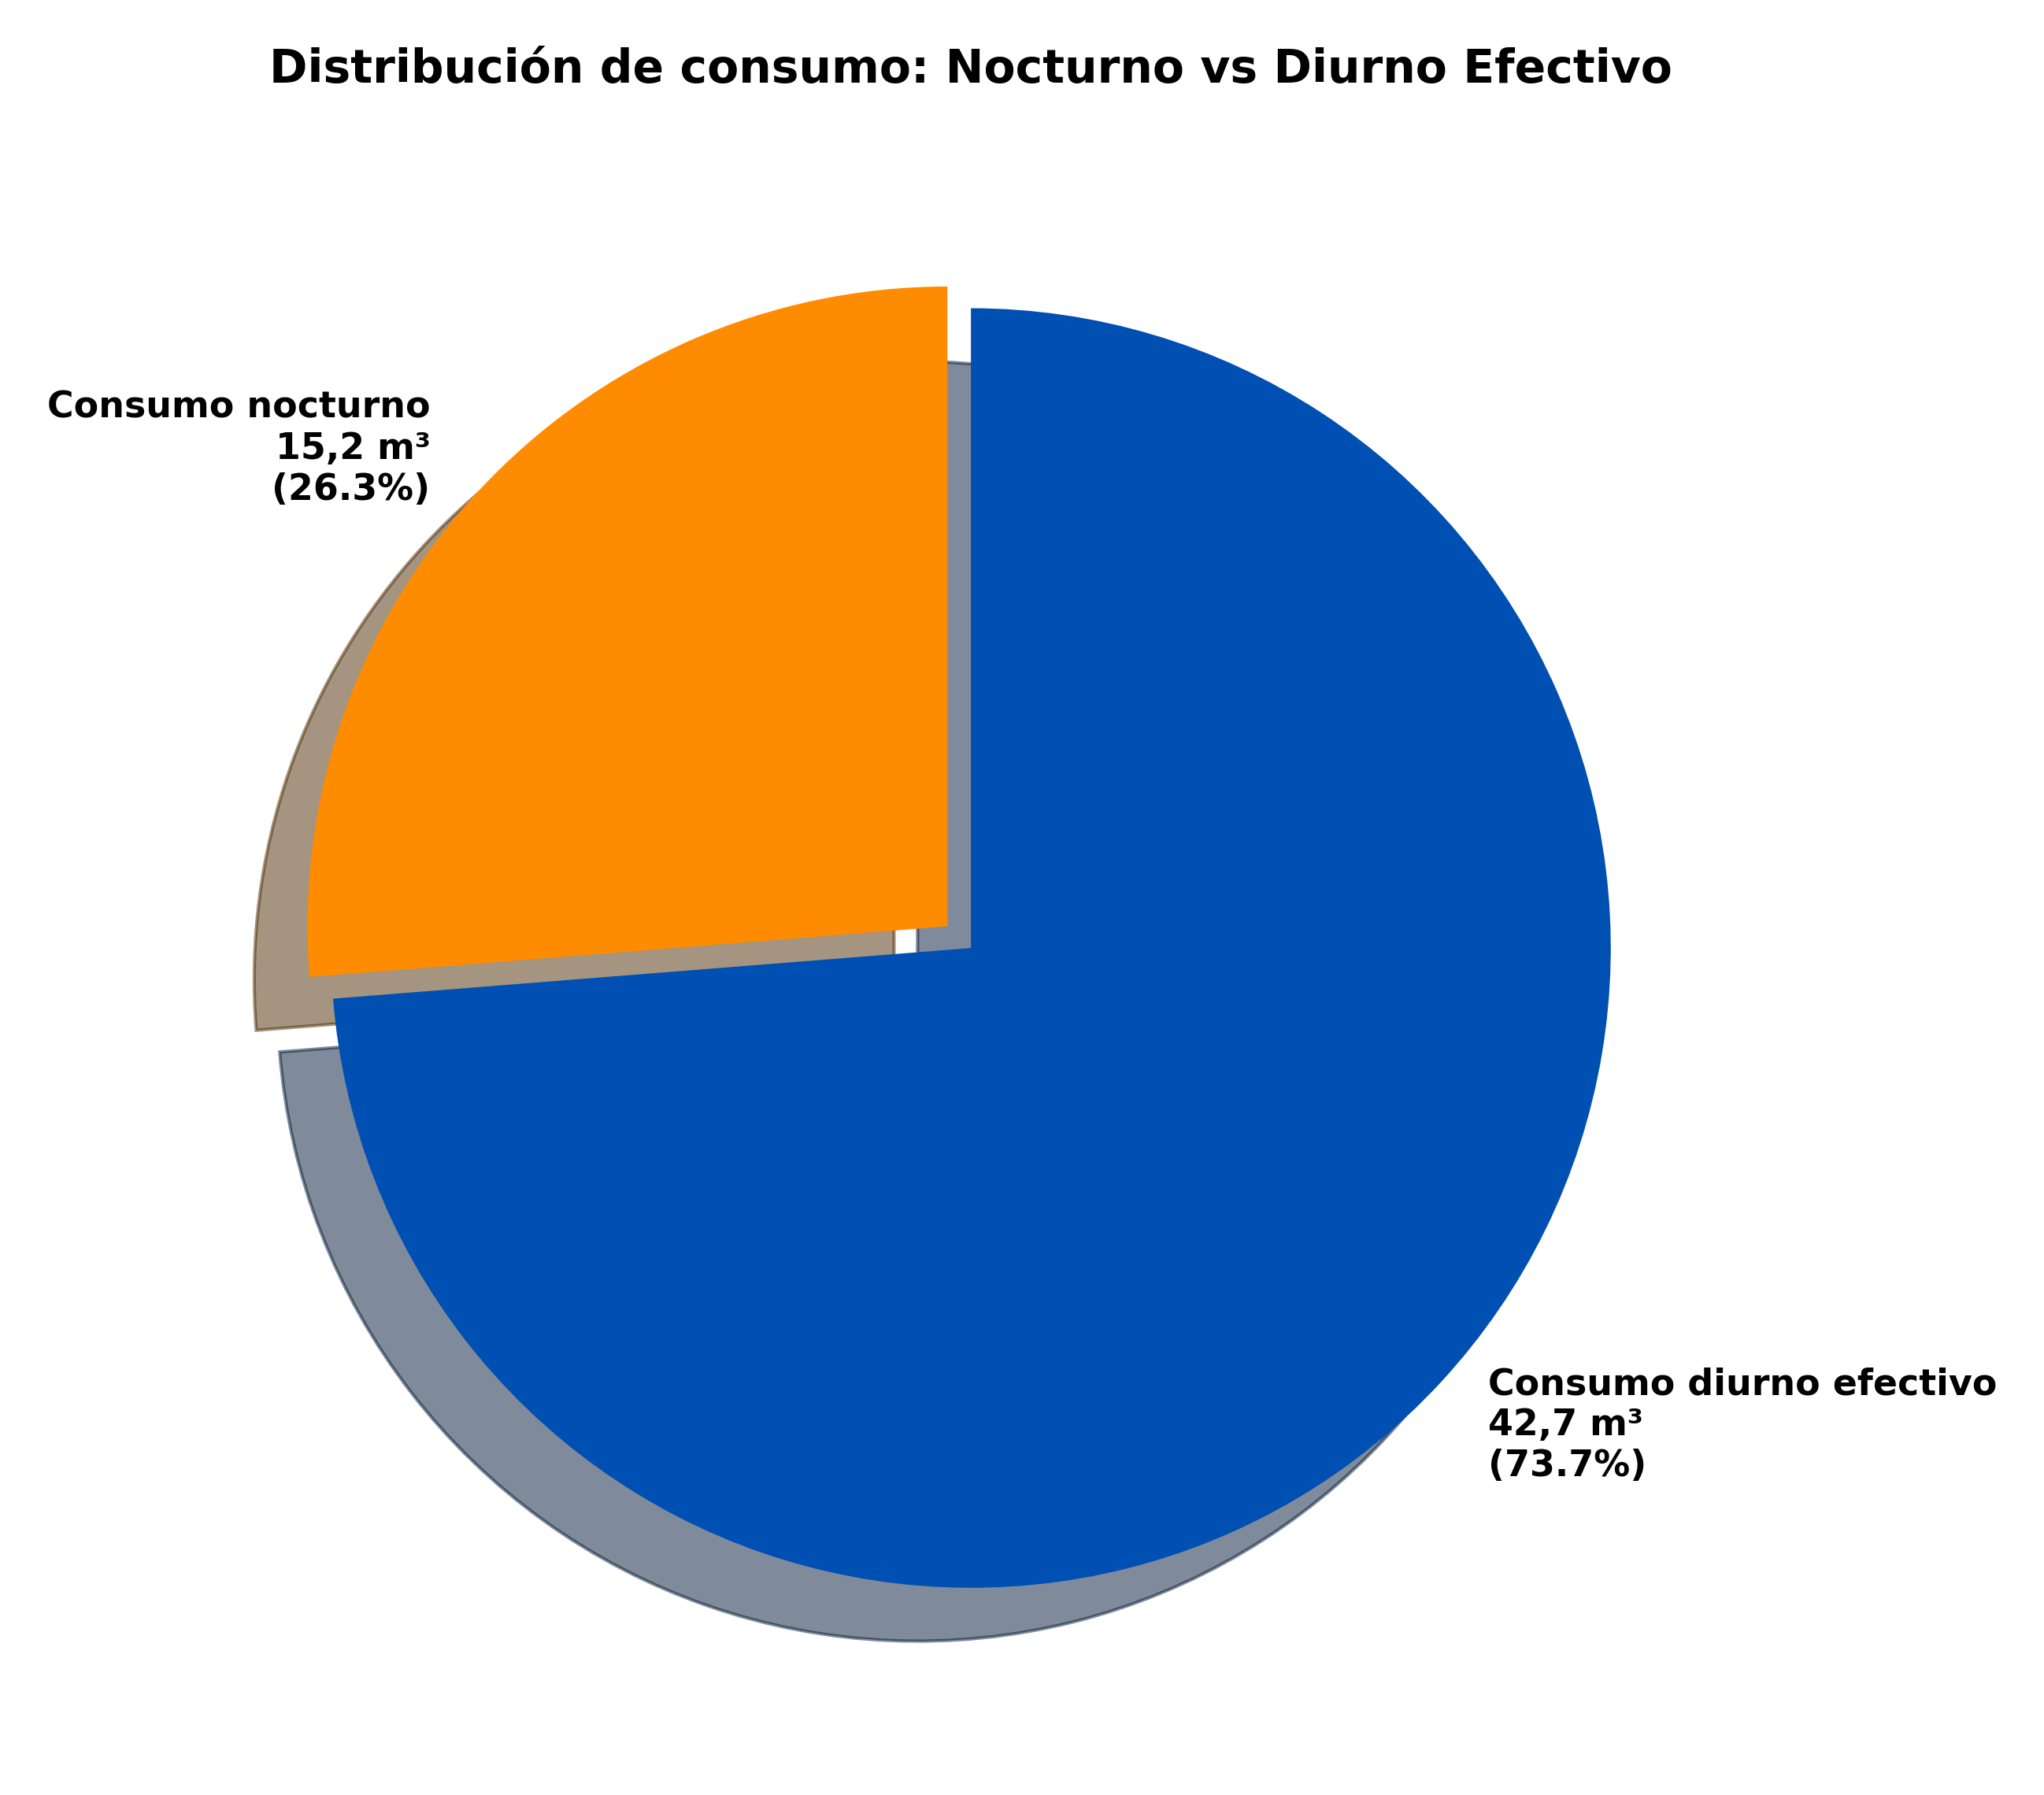 Distribución de consumo: Nocturno vs Diurno Efectivo
Consumo nocturno
15,2 m³
(26.3%)
Consumo diurno efectivo
42,7 m³
(73.7%)